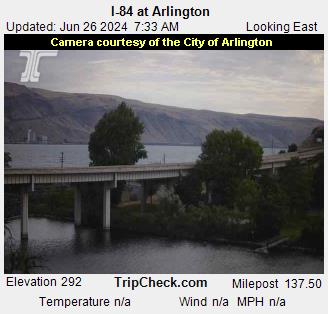 I-84 at Arlington
Updated: Jun 26 2024 7:33 AM Looking East
Camera courtesy of the City of Arlington
Elevation 292 TripCheck.com Milepost 137.50
Temperature n/a Wind n/a MPH n/a